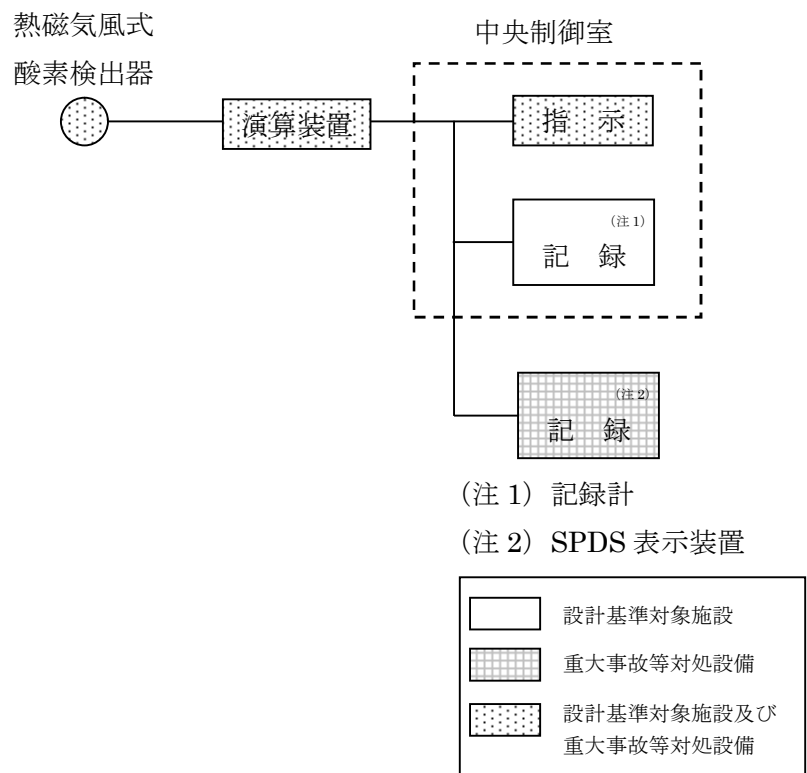 熱磁気風式
酸素検出器
中央制御室
演算装置
指 示
(注 1)
記 録
(注 2)
記 録
(注 1) 記録計
(注 2) SPDS 表示装置
設計基準対象施設
重大事故等対処設備
設計基準対象施設及び
重大事故等対処設備